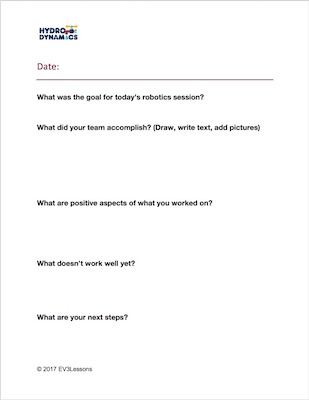 HYDRO
DYNAMICS
Date:
What was the goal for today's robotics session?
What did your team accomplish? (Draw, write text, add pictures)
What are positive aspects of what you worked on?
What doesn't work well yet?
What are your next steps?
© 2017 EV3Lessons